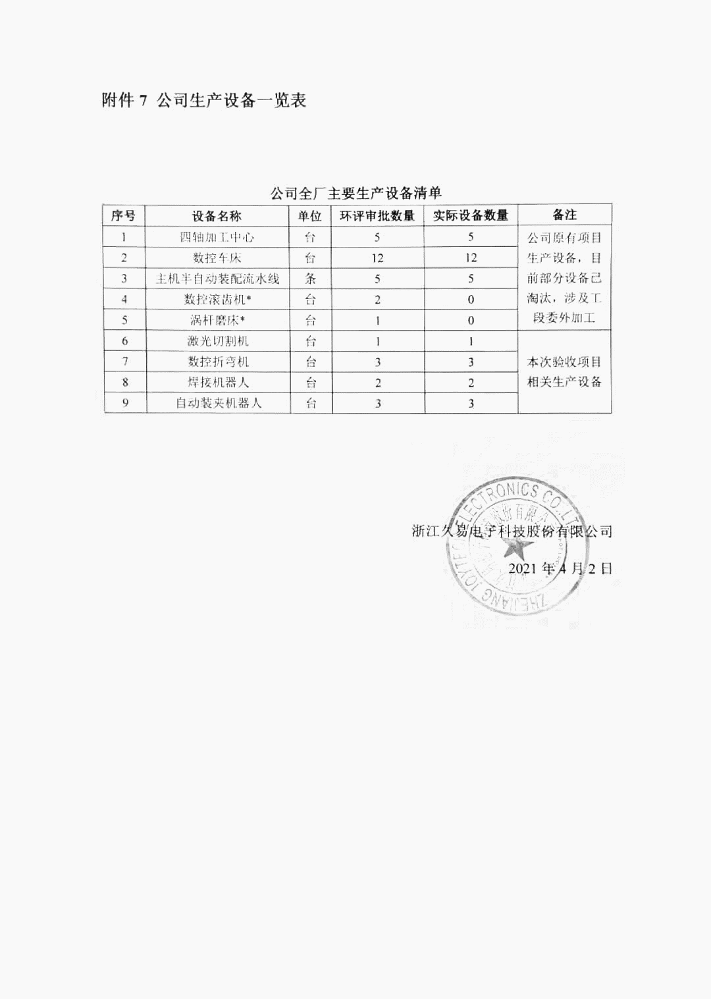 附件 7 公司生产设备一览表
公司全厂主要生产设备清单
序号 设备名称 单位 环评审批数量 实际设备数量 备注
1 四轴加工中心 台 5 5 公司原有项目
2 数控车床 台 12 12 生产设备，目
3 主机半自动装配流水线 条 5 5 前部分设备已
4 数控滚齿机* 台 2 0 淘汰，涉及工
5 涡杆磨床* 台 1 0 段委外加工
6 激光切割机 台 1 1
7 数控折弯机 台 3 3 本次验收项目
8 焊接机器人 台 2 2 相关生产设备
9 自动装夹机器人 台 3 3
ZHEJIANG JOYTECH ELECTRONICS CO.,LTD
浙江久易电子科技股份有限公司
2021 年 4 月 2 日